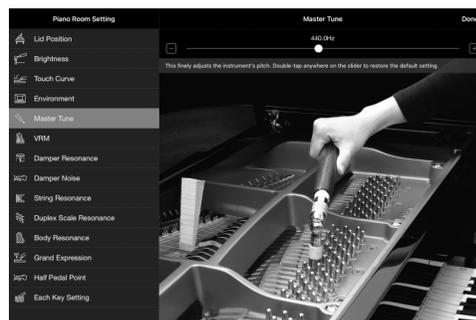 Piano Room Setting
Master Tune
Done
Lid Position
Brightness
Touch Curve
Environment
Master Tune
VRM
Damper Resonance
Damper Noise
String Resonance
Duplex Scale Resonance
Body Resonance
Grand Expression
Half Pedal Point
Each Key Setting
440.0Hz
This finely adjusts the instrument's pitch. Double-tap anywhere on the slider to restore the default setting.